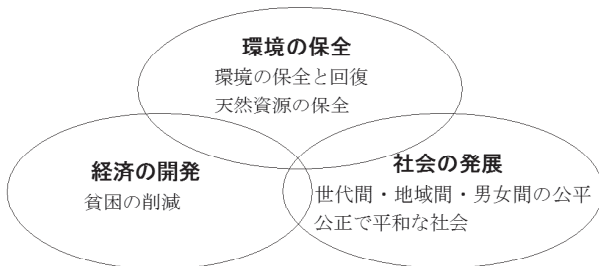 環境の保全
環境の保全と回復
天然資源の保全
経済の開発
貧困の削減
社会の発展
世代間・地域間・男女間の公平
公正で平和な社会